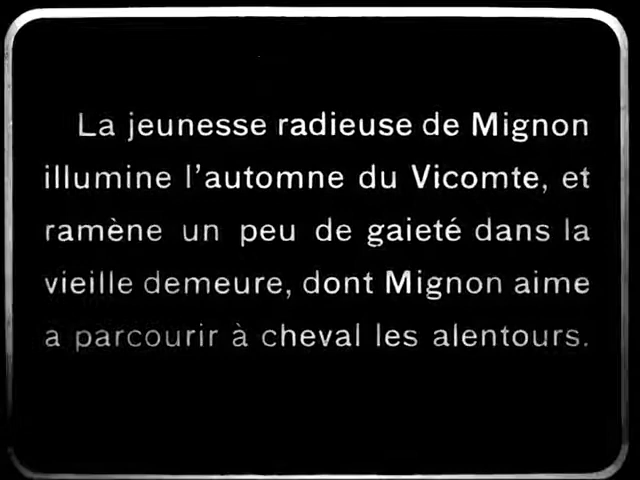 La jeunesse radieuse de Mignon
illumine l'automne du Vicomte, et
ramène un peu de gaieté dans la
vieille demeure, dont Mignon aime
a parcourir à cheval les alentours.